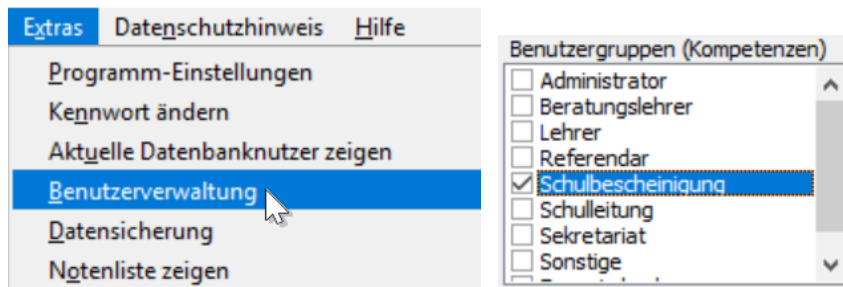 Extras Datenschutzhinweis Hilfe
Programm-Einstellungen
Kennwort ändern
Aktuelle Datenbanknutzer zeigen
Benutzerverwaltung
Datensicherung
Notenliste zeigen
Benutzergruppen (Kompetenzen)
Administrator
Beratungslehrer
Lehrer
Referendar
Schulbescheinigung
Schulleitung
Sekretariat
Sonstige